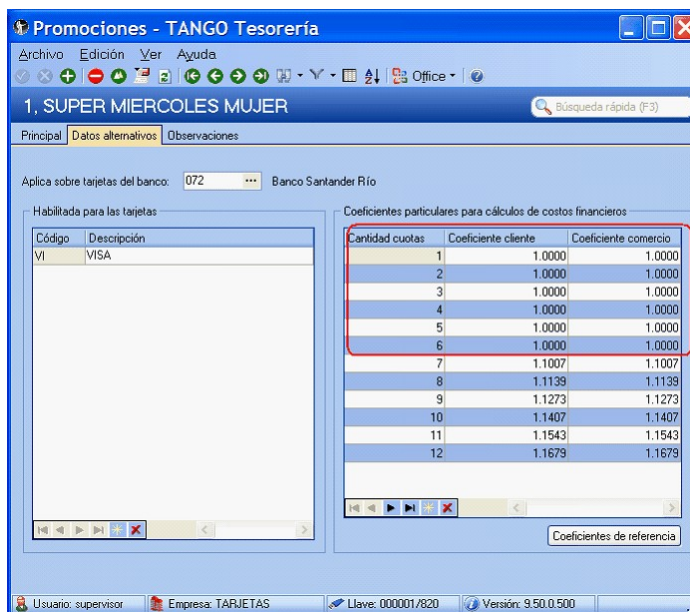 Promociones - TANGO Tesorería
Archivo Edición Ver Ayuda
Office
1, SUPER MIERCOLES MUJER
Búsqueda rápida (F3)
Principal Datos alternativos Observaciones
Aplica sobre tarjetas del banco: 072 ... Banco Santander Río
Habilitada para las tarjetas
Código Descripción
VI VISA
Coeficientes particulares para cálculos de costos financieros
Cantidad cuotas Coeficiente cliente Coeficiente comercio
1 1.0000 1.0000
2 1.0000 1.0000
3 1.0000 1.0000
4 1.0000 1.0000
5 1.0000 1.0000
6 1.0000 1.0000
7 1.1007 1.1007
8 1.1139 1.1139
9 1.1273 1.1273
10 1.1407 1.1407
11 1.1543 1.1543
12 1.1679 1.1679
Coeficientes de referencia
Usuario: supervisor Empresa: TARJETAS Llave: 000001/820 Versión: 9.50.0.500